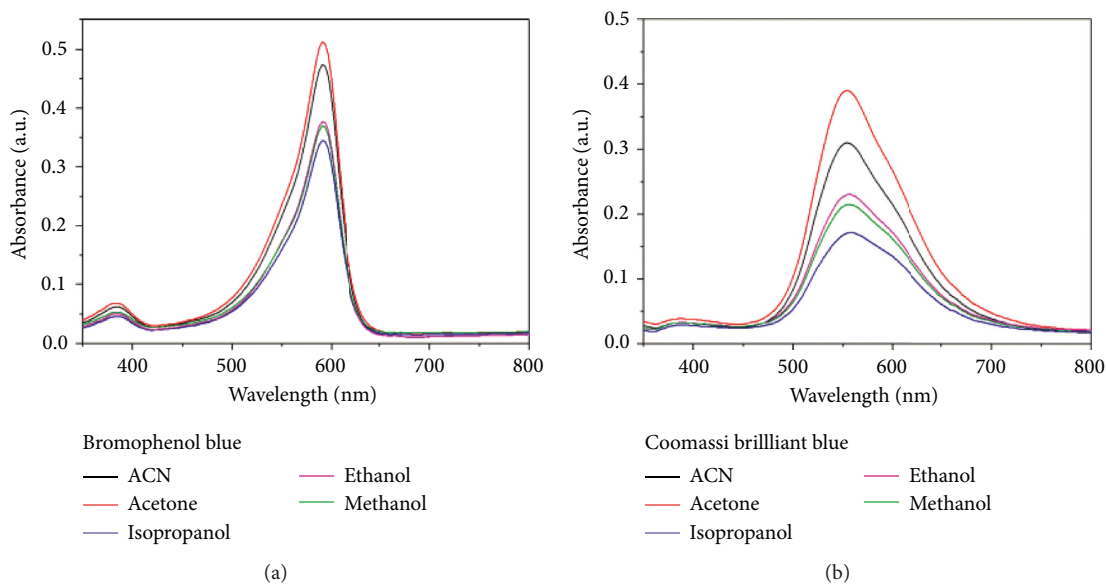 0.5
0.4
0.3
0.2
0.1
0.0
Absorbance (a.u.)
400 500 600 700 800
Wavelength (nm)
Bromophenol blue
ACN
Acetone
Isopropanol
Ethanol
Methanol
(a)
0.5
0.4
0.3
0.2
0.1
0.0
Absorbance (a.u.)
400 500 600 700 800
Wavelength (nm)
Coomassi brillliant blue
ACN
Acetone
Isopropanol
Ethanol
Methanol
(b)